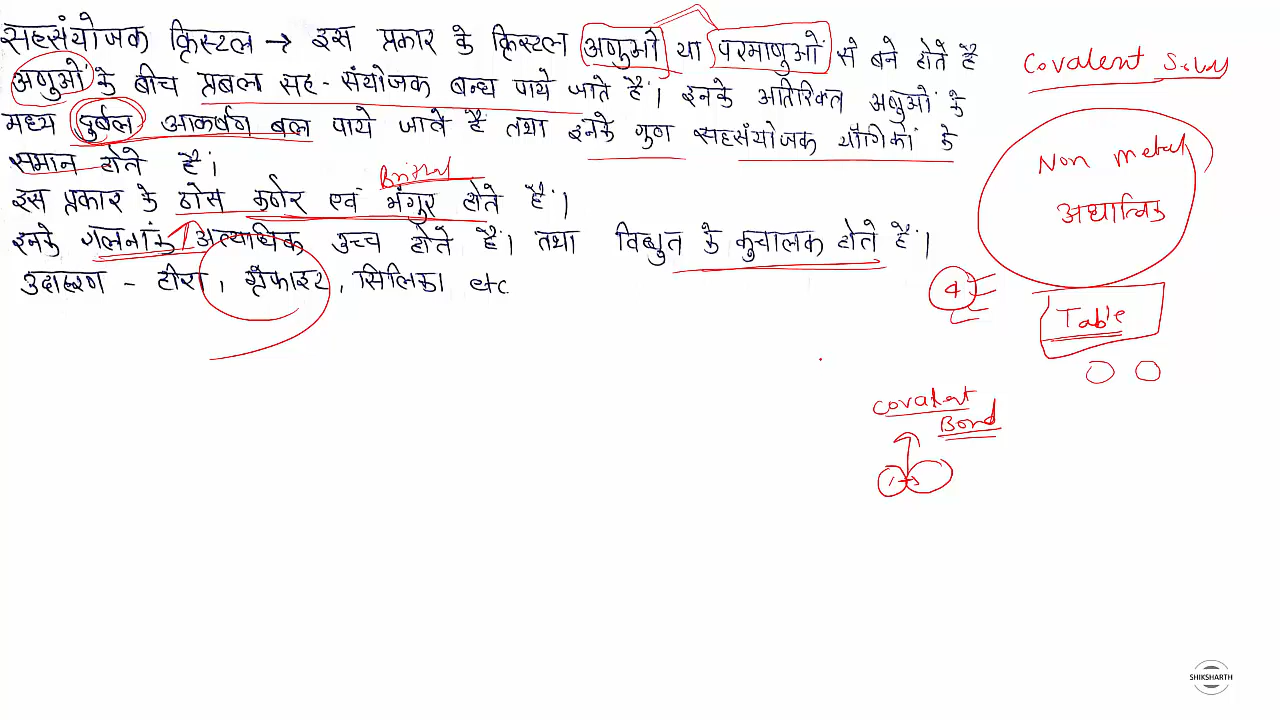 सहसंयोजक क्रिस्टल → इस प्रकार के क्रिस्टल अणुओं या परमाणुओं से बने होते हैं
अणुओं के बीच प्रबल सह-संयोजक बन्ध पाये जाते हैं। इनके अतिरिक्त अणुओं के
मध्य दुर्बल आकर्षण बल पाये जाते हैं तथा इनके गुण सहसंयोजक यौगिकों के
समान होते हैं।
इस प्रकार के ठोस कठोर एवं भंगुर होते हैं।
इनके गलनांक अत्याधिक उच्च होते हैं। तथा विद्युत के कुचालक होते हैं।
उदाहरण - हीरा, ग्रेफाइट, सिलिका etc
Covalent
Non metal
अधात्विक
4
Table
Covalent
Bond
SHIKSHARTH